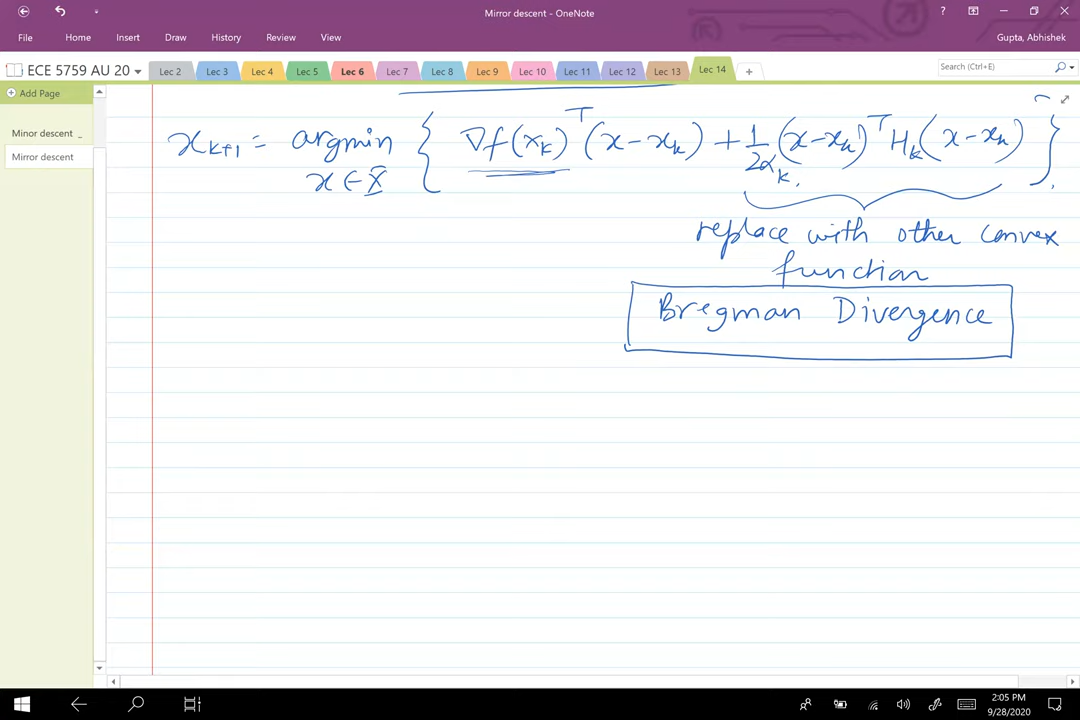 Mirror descent - OneNote
?
Gupta, Abhishek
File Home Insert Draw History Review View
ECE 5759 AU 20
Lec 2 Lec 3 Lec 4 Lec 5 Lec 6 Lec 7 Lec 8 Lec 9 Lec 10 Lec 11 Lec 12 Lec 13 Lec 14 +
Search (Ctrl+E)
Add Page
Minor descent _
Mirror descent
x_{k+1} = argmin_{x ∈ X} { ∇f(x_k)^T (x - x_k) + 1/(2α_k) (x - x_k)^T H_k (x - x_k) }
replace with other convex
function
Bregman Divergence
2:05 PM
9/28/2020